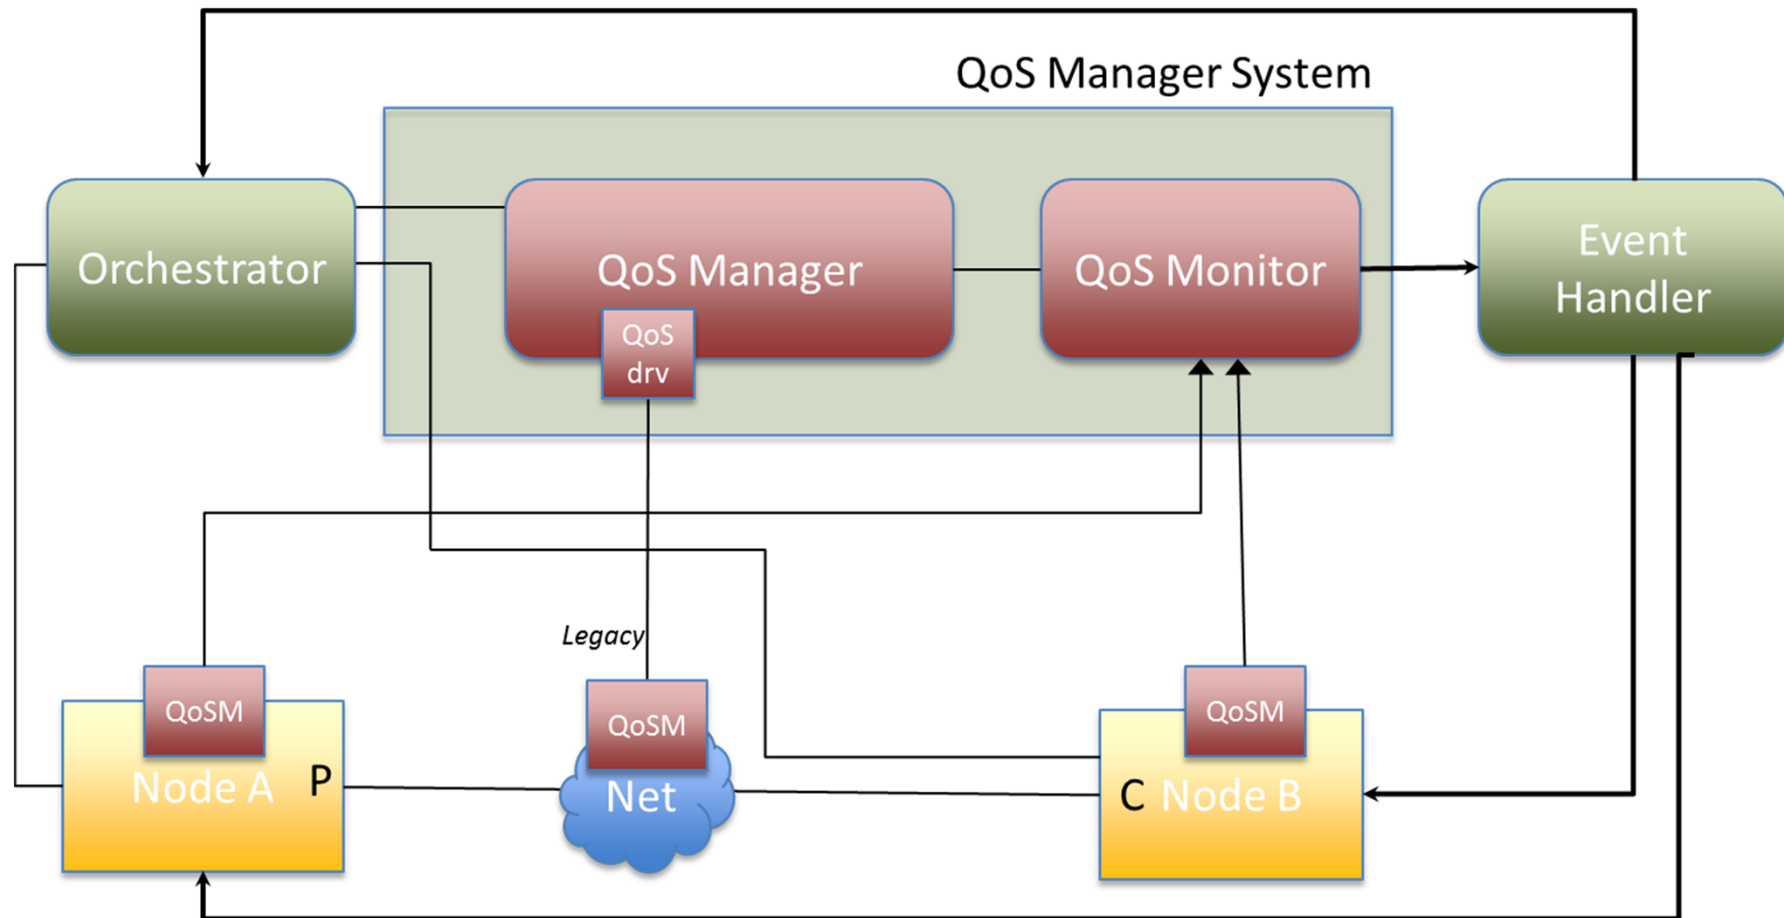 QoS Manager System
Orchestrator
QoS Manager
QoS Monitor
Event
Handler
QoS
drv
Legacy
QoSM
QoSM
QoSM
Node A
P
Net
C
Node B